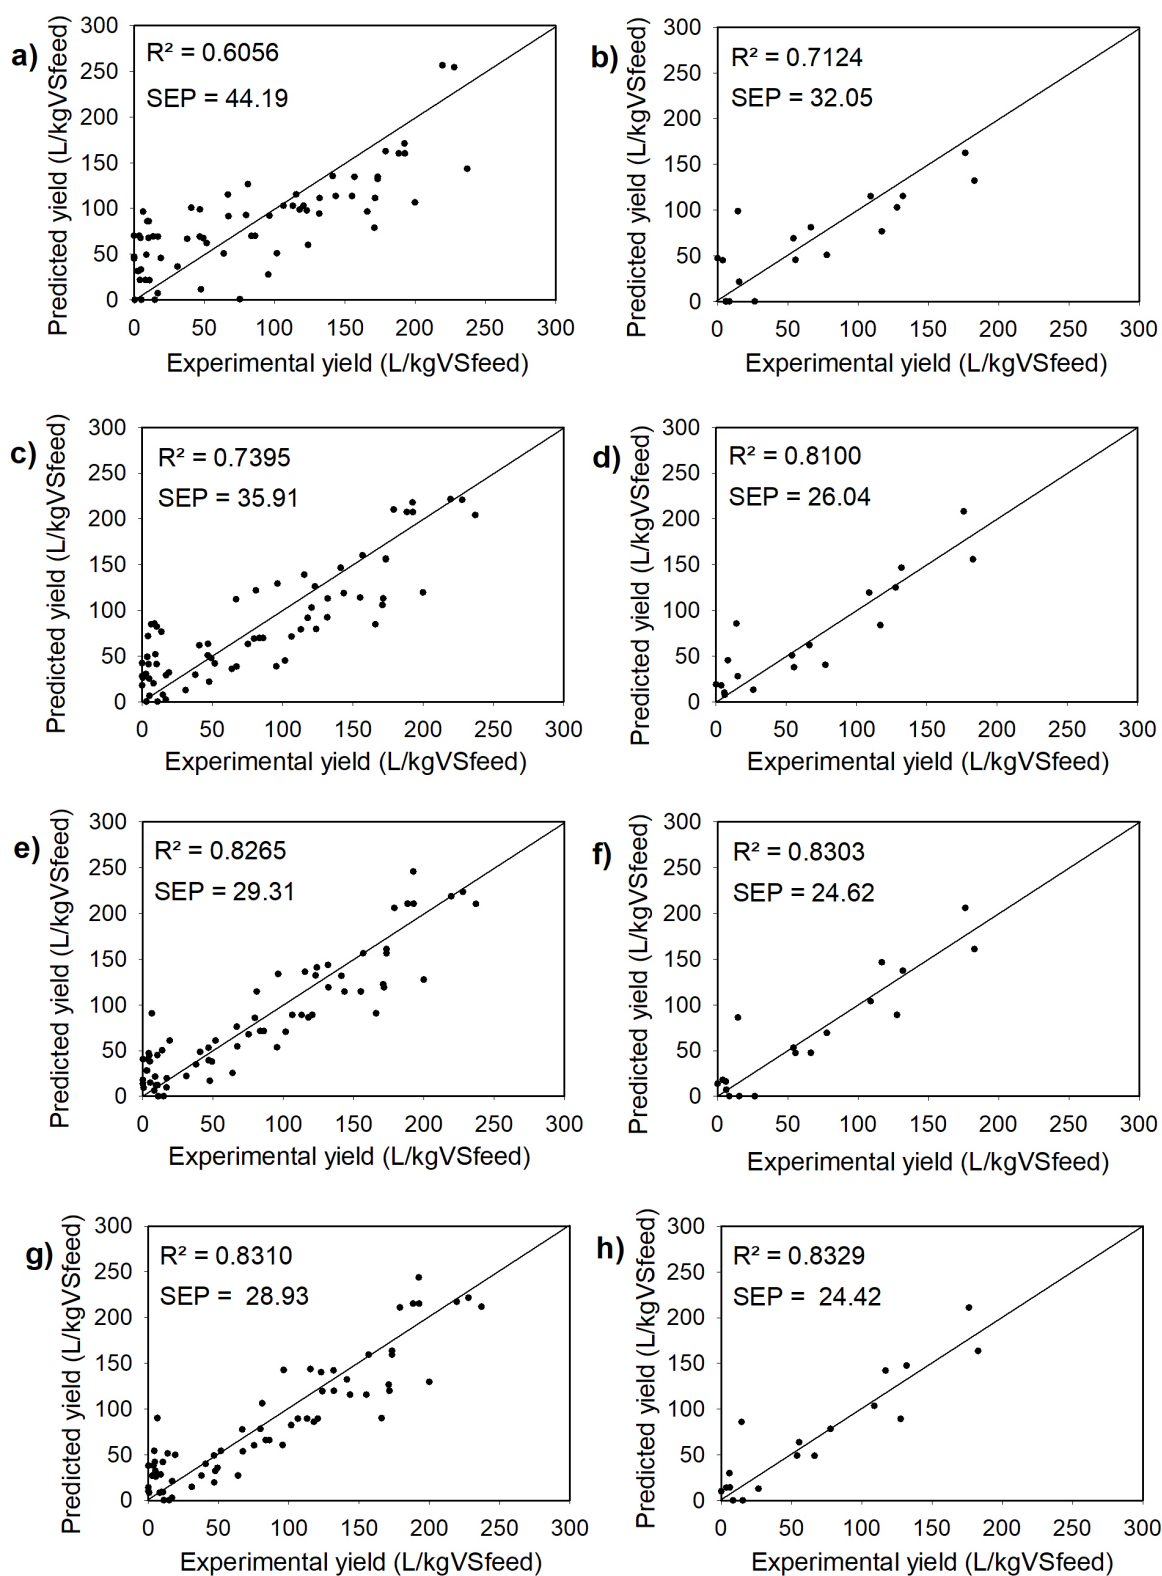 a)
R² = 0.6056
SEP = 44.19
Predicted yield (L/kgVSfeed)
300
250
200
150
100
50
0
0 50 100 150 200 250 300
Experimental yield (L/kgVSfeed)
b)
R² = 0.7124
SEP = 32.05
Predicted yield (L/kgVSfeed)
300
250
200
150
100
50
0
0 50 100 150 200 250 300
Experimental yield (L/kgVSfeed)
c)
R² = 0.7395
SEP = 35.91
Predicted yield (L/kgVSfeed)
300
250
200
150
100
50
0
0 50 100 150 200 250 300
Experimental yield (L/kgVSfeed)
d)
R² = 0.8100
SEP = 26.04
Predicted yield (L/kgVSfeed)
300
250
200
150
100
50
0
0 50 100 150 200 250 300
Experimental yield (L/kgVSfeed)
e)
R² = 0.8265
SEP = 29.31
Predicted yield (L/kgVSfeed)
300
250
200
150
100
50
0
0 50 100 150 200 250 300
Experimental yield (L/kgVSfeed)
f)
R² = 0.8303
SEP = 24.62
Predicted yield (L/kgVSfeed)
300
250
200
150
100
50
0
0 50 100 150 200 250 300
Experimental yield (L/kgVSfeed)
g)
R² = 0.8310
SEP = 28.93
Predicted yield (L/kgVSfeed)
300
250
200
150
100
50
0
0 50 100 150 200 250 300
Experimental yield (L/kgVSfeed)
h)
R² = 0.8329
SEP = 24.42
Predicted yield (L/kgVSfeed)
300
250
200
150
100
50
0
0 50 100 150 200 250 300
Experimental yield (L/kgVSfeed)